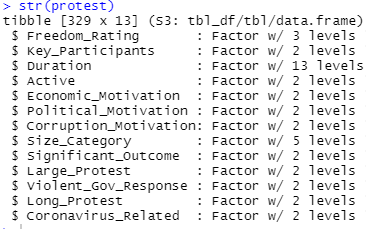 > str(protest)
tibble [329 x 13] (S3: tbl_df/tbl/data.frame)
 $ Freedom_Rating       : Factor w/ 3 levels
 $ Key_Participants     : Factor w/ 2 levels
 $ Duration             : Factor w/ 13 levels
 $ Active               : Factor w/ 2 levels
 $ Economic_Motivation  : Factor w/ 2 levels
 $ Political_Motivation : Factor w/ 2 levels
 $ Corruption_Motivation: Factor w/ 2 levels
 $ Size_Category        : Factor w/ 5 levels
 $ Significant_Outcome  : Factor w/ 2 levels
 $ Large_Protest        : Factor w/ 2 levels
 $ Violent_Gov_Response : Factor w/ 2 levels
 $ Long_Protest         : Factor w/ 2 levels
 $ Coronavirus_Related  : Factor w/ 2 levels